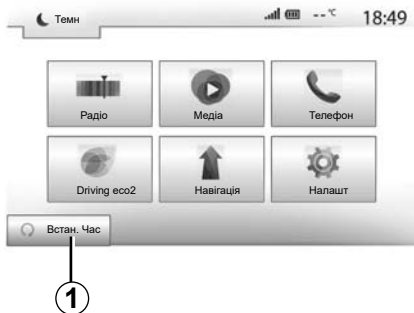 Темн
--°C
18:49
Радіо
Медіа
Телефон
Driving eco2
Навігація
Налашт
Встан. Час
1